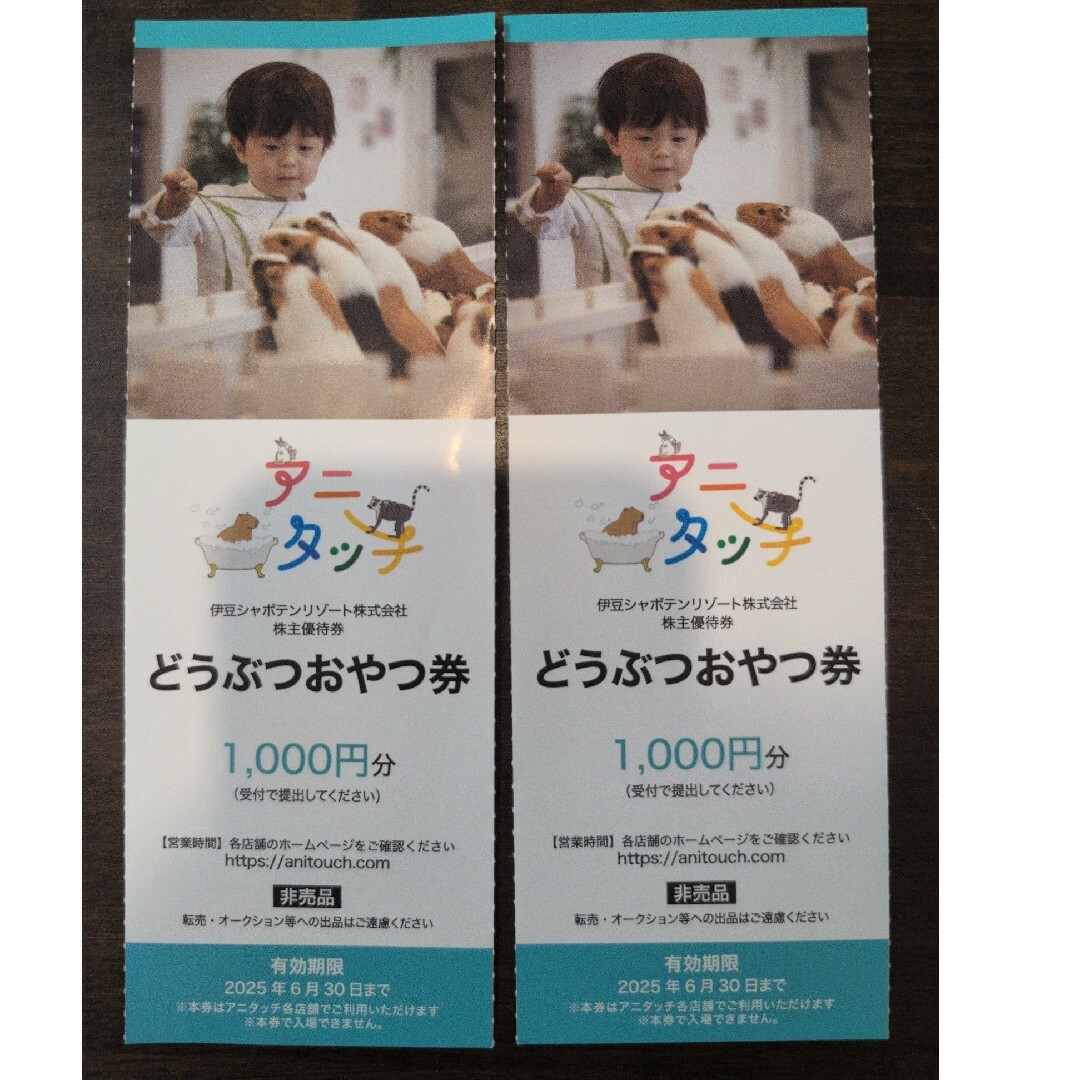 アニ
タッチ
伊豆シャボテンリゾート株式会社
株主優待券
どうぶつおやつ券
1,000円分
(受付で提出してください)
【営業時間】各店舗のホームページをご確認ください
https://anitouch.com
非売品
転売・オークション等への出品はご遠慮ください
有効期限
2025年6月30日まで
※本券はアニタッチ各店舗でご利用いただけます
※本券で入場できません。
アニ
タッチ
伊豆シャボテンリゾート株式会社
株主優待券
どうぶつおやつ券
1,000円分
(受付で提出してください)
【営業時間】各店舗のホームページをご確認ください
https://anitouch.com
非売品
転売・オークション等への出品はご遠慮ください
有効期限
2025年6月30日まで
※本券はアニタッチ各店舗でご利用いただけます
※本券で入場できません。